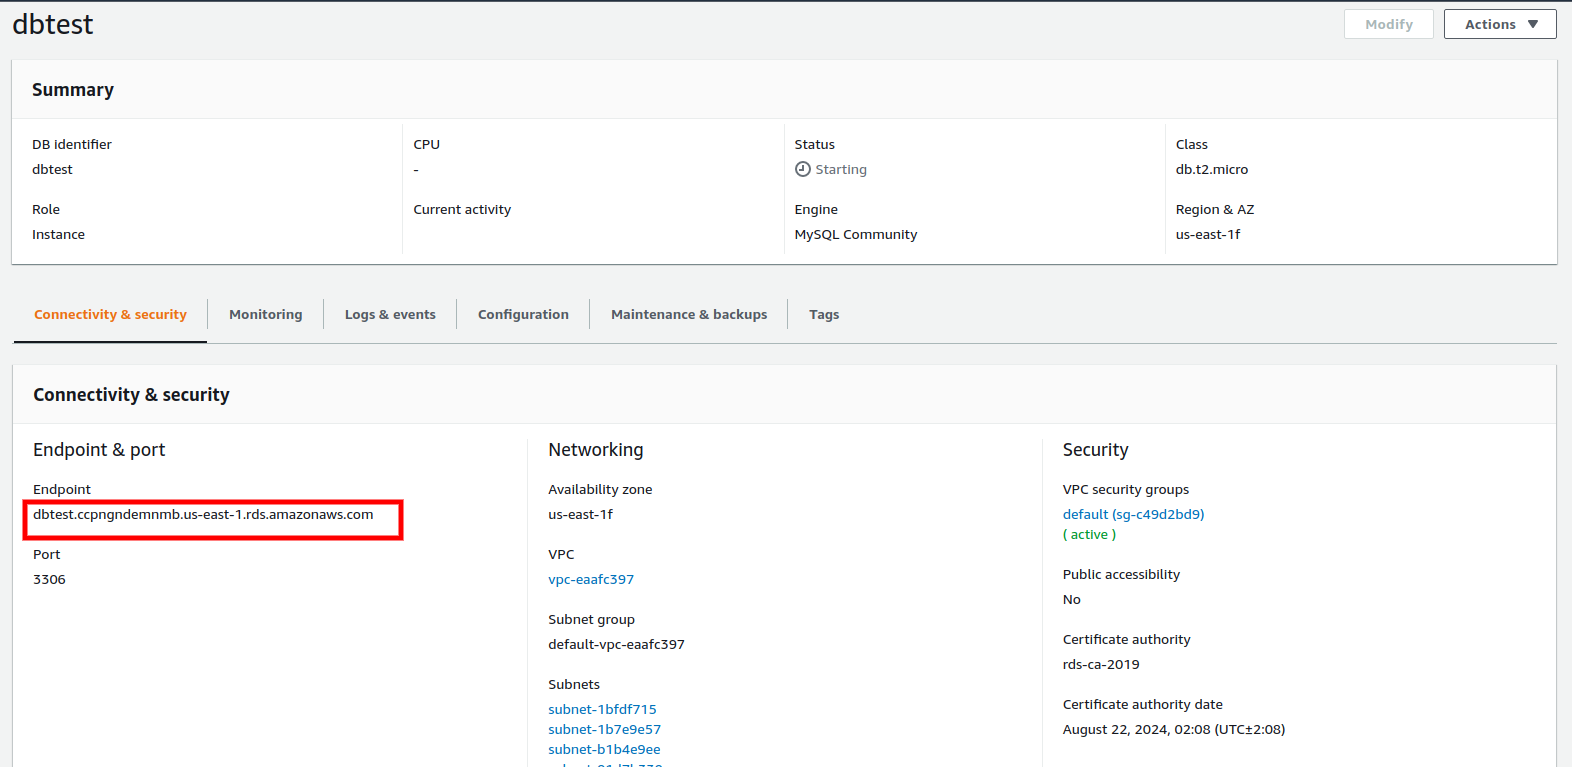 dbtest
Modify
Actions
Summary
DB identifier
dbtest
CPU
-
Status
Starting
Class
db.t2.micro
Role
Instance
Current activity
Engine
MySQL Community
Region & AZ
us-east-1f
Connectivity & security
Monitoring
Logs & events
Configuration
Maintenance & backups
Tags
Connectivity & security
Endpoint & port
Endpoint
dbtest.ccpngndemnmb.us-east-1.rds.amazonaws.com
Port
3306
Networking
Availability zone
us-east-1f
VPC
vpc-eaafc397
Subnet group
default-vpc-eaafc397
Subnets
subnet-1bfdf715
subnet-1b7e9e57
subnet-b1b4e9ee
Security
VPC security groups
default (sg-c49d2bd9)
( active )
Public accessibility
No
Certificate authority
rds-ca-2019
Certificate authority date
August 22, 2024, 02:08 (UTC±2:08)